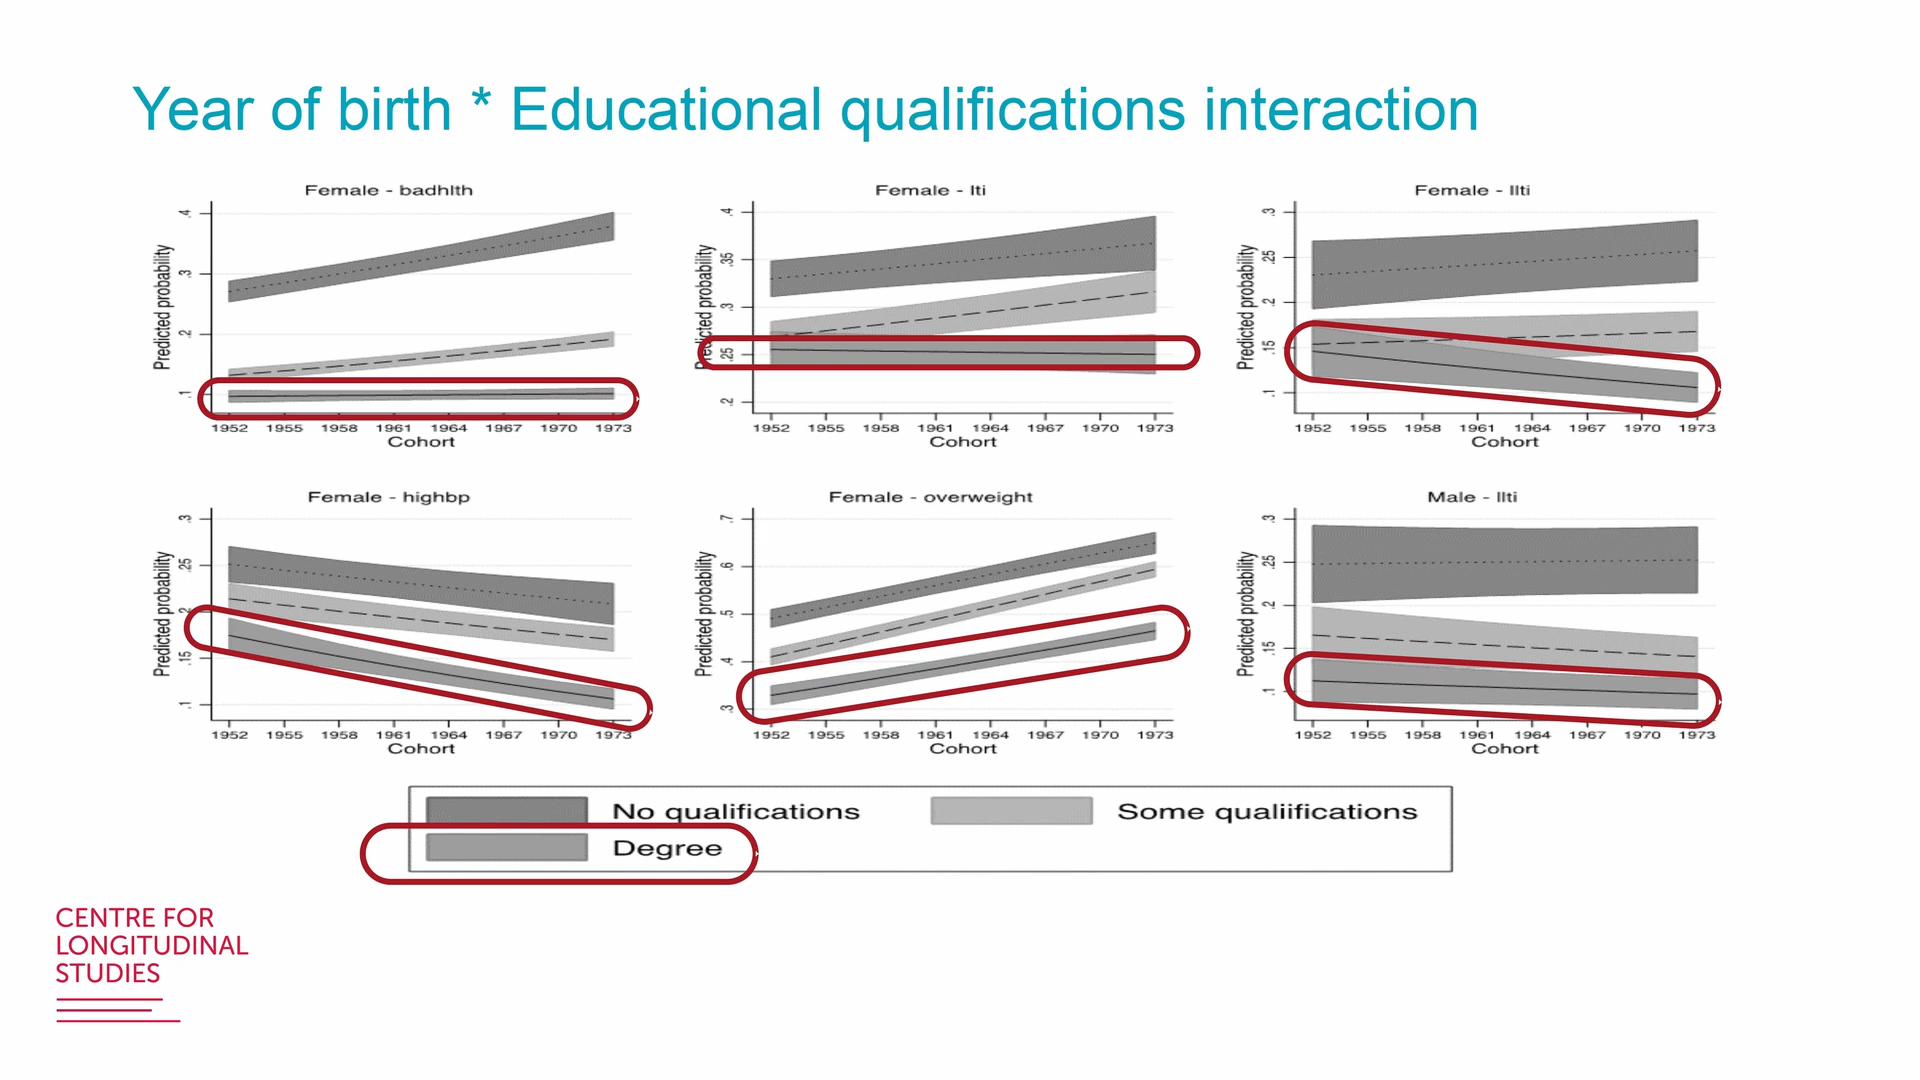 Year of birth * Educational qualifications interaction
Female - badhlth
Predicted probability
.4
.3
.2
.1
1952 1955 1958 1961 1964 1967 1970 1973
Cohort
Female - lti
Predicted probability
.4
.35
.3
.25
.2
1952 1955 1958 1961 1964 1967 1970 1973
Cohort
Female - llti
Predicted probability
.3
.25
.2
.15
.1
1952 1955 1958 1961 1964 1967 1970 1973
Cohort
Female - highbp
Predicted probability
.3
.25
.2
.15
.1
1952 1955 1958 1961 1964 1967 1970 1973
Cohort
Female - overweight
Predicted probability
.7
.6
.5
.4
.3
1952 1955 1958 1961 1964 1967 1970 1973
Cohort
Male - llti
Predicted probability
.3
.25
.2
.15
.1
1952 1955 1958 1961 1964 1967 1970 1973
Cohort
No qualifications
Some qualiifications
Degree
CENTRE FOR
LONGITUDINAL
STUDIES